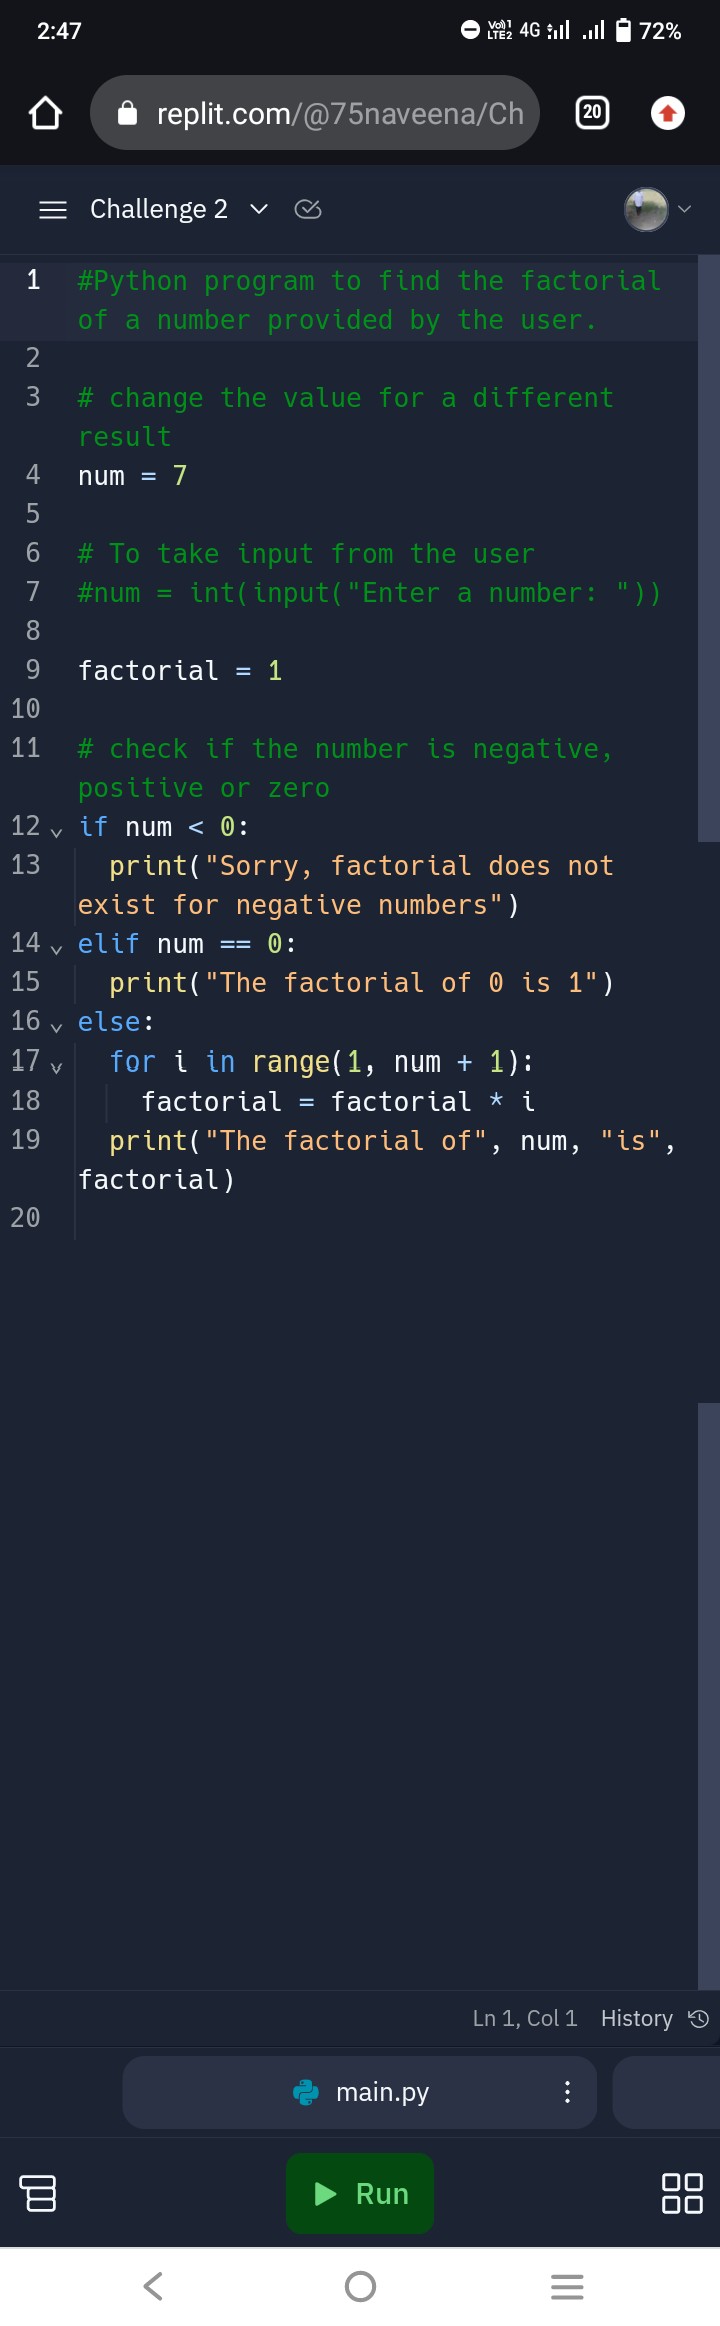 2:47 Vo)) 1 LTE2 4G 72%
replit.com/@75naveena/Ch 20
Challenge 2
1 #Python program to find the factorial
of a number provided by the user.
2
3 # change the value for a different
result
4 num = 7
5
6 # To take input from the user
7 #num = int(input("Enter a number: "))
8
9 factorial = 1
10
11 # check if the number is negative,
positive or zero
12 if num < 0:
13 print("Sorry, factorial does not
exist for negative numbers")
14 elif num == 0:
15 print("The factorial of 0 is 1")
16 else:
17 for i in range(1, num + 1):
18 factorial = factorial * i
19 print("The factorial of", num, "is",
factorial)
20
Ln 1, Col 1 History
main.py
Run